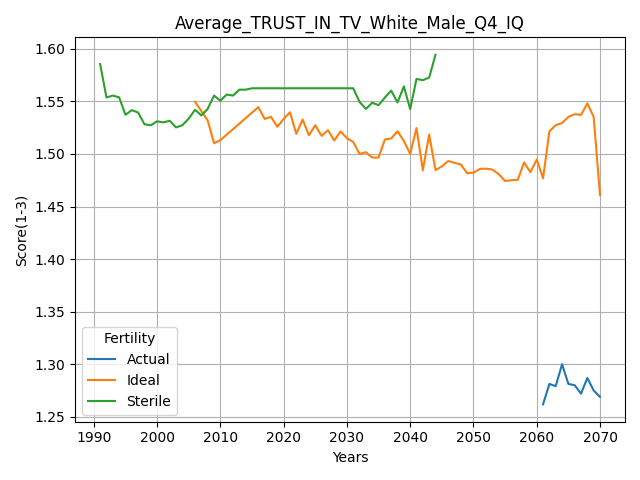 Average_TRUST_IN_TV_White_Male_Q4_IQ
Score(1-3)
1.60
1.55
1.50
1.45
1.40
1.35
1.30
1.25
Fertility
Actual
Ideal
Sterile
1990 2000 2010 2020 2030 2040 2050 2060 2070
Years